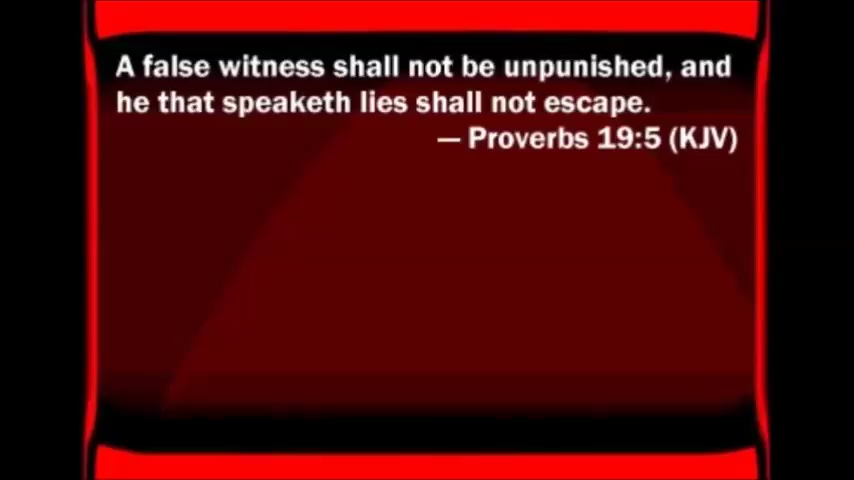 A false witness shall not be unpunished, and
he that speaketh lies shall not escape.
— Proverbs 19:5 (KJV)